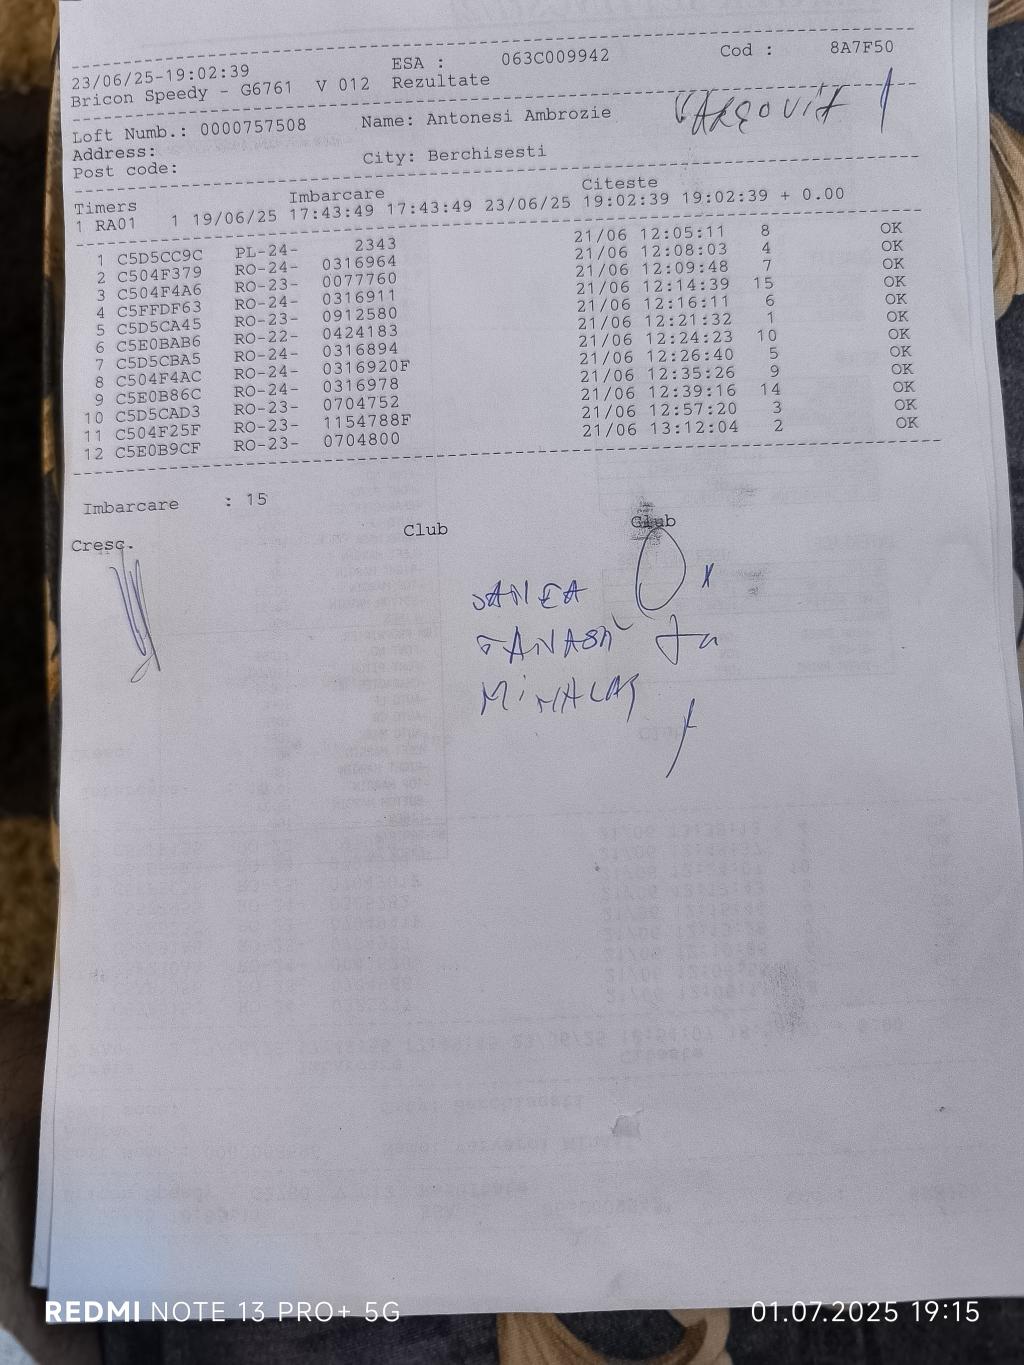 23/06/25-19:02:39 ESA : 063C009942 Cod : 8A7F50
Bricon Speedy - G6761 V 012 Rezultate
Loft Numb.: 0000757508 Name: Antonesi Ambrozie
Address:
Post code: City: Berchisesti
Timers Imbarcare Citeste
1 RA01 1 19/06/25 17:43:49 17:43:49 23/06/25 19:02:39 19:02:39 + 0.00
1 C5D5CC9C PL-24- 2343 21/06 12:05:11 8 OK
2 C504F379 RO-24- 0316964 21/06 12:08:03 4 OK
3 C504F4A6 RO-23- 0077760 21/06 12:09:48 7 OK
4 C5FFDF63 RO-24- 0316911 21/06 12:14:39 15 OK
5 C5D5CA45 RO-23- 0912580 21/06 12:16:11 6 OK
6 C5E0BAB6 RO-22- 0424183 21/06 12:21:32 1 OK
7 C5D5CBA5 RO-24- 0316894 21/06 12:24:23 10 OK
8 C504F4AC RO-24- 0316920F 21/06 12:26:40 5 OK
9 C5E0B86C RO-24- 0316978 21/06 12:35:26 9 OK
10 C5D5CAD3 RO-23- 0704752 21/06 12:39:16 14 OK
11 C504F25F RO-23- 1154788F 21/06 12:57:20 3 OK
12 C5E0B9CF RO-23- 0704800 21/06 13:12:04 2 OK
Imbarcare : 15
Cresc. Club Club
REDMI NOTE 13 PRO+ 5G 01.07.2025 19:15